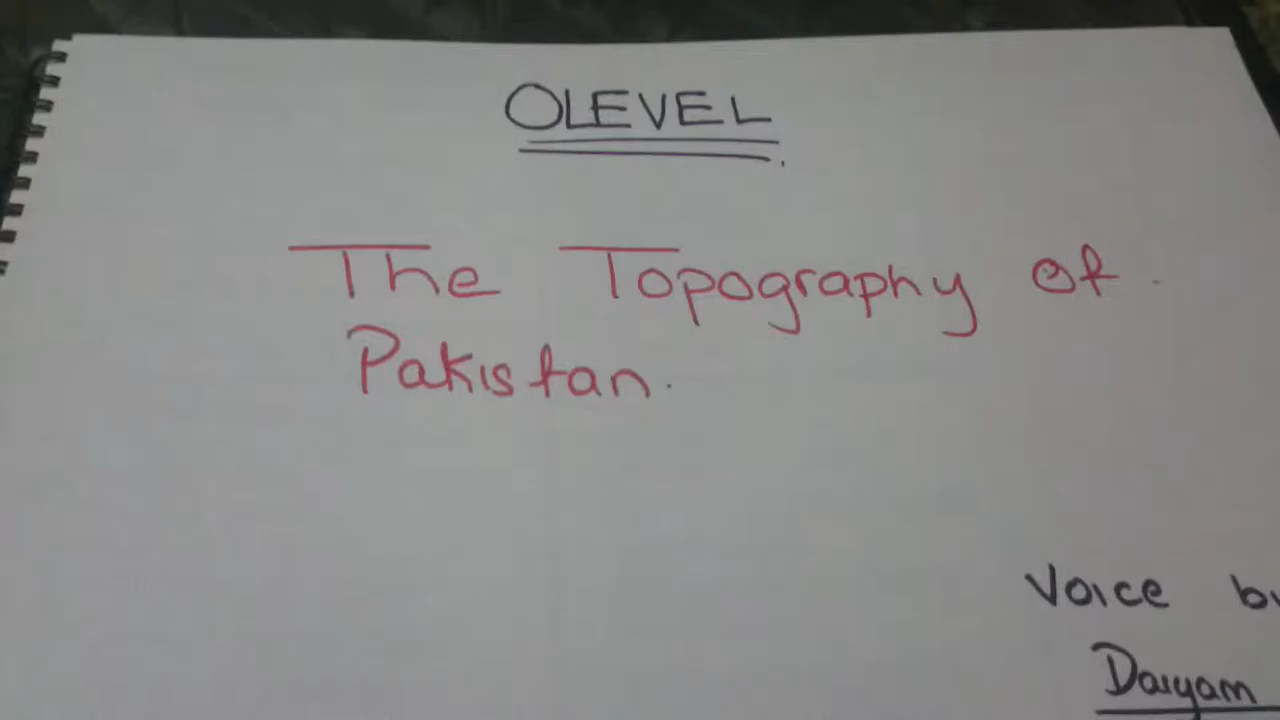 OLEVEL.
The Topography of.
Pakistan.
Voice
Daiyam